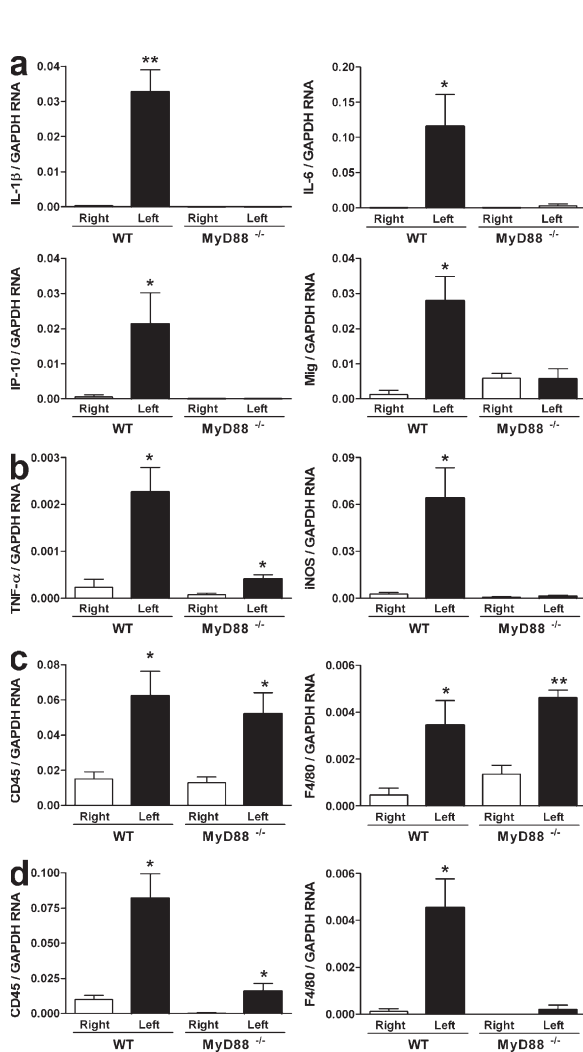 a
IL-1β / GAPDH RNA
0.04
0.03
0.02
0.01
0.00
**
Right Left Right Left
WT MyD88 -/-
IL-6 / GAPDH RNA
0.20
0.15
0.10
0.05
0.00
*
Right Left Right Left
WT MyD88 -/-
IP-10 / GAPDH RNA
0.04
0.03
0.02
0.01
0.00
*
Right Left Right Left
WT MyD88 -/-
Mig / GAPDH RNA
0.04
0.03
0.02
0.01
0.00
*
Right Left Right Left
WT MyD88 -/-
b
TNF-α / GAPDH RNA
0.003
0.002
0.001
0.000
*
*
Right Left Right Left
WT MyD88 -/-
iNOS / GAPDH RNA
0.09
0.06
0.03
0.00
*
Right Left Right Left
WT MyD88 -/-
c
CD45 / GAPDH RNA
0.08
0.06
0.04
0.02
0.00
*
*
Right Left Right Left
WT MyD88 -/-
F4/80 / GAPDH RNA
0.006
0.004
0.002
0.000
*
**
Right Left Right Left
WT MyD88 -/-
d
CD45 / GAPDH RNA
0.100
0.075
0.050
0.025
0.000
*
*
Right Left Right Left
WT MyD88 -/-
F4/80 / GAPDH RNA
0.006
0.004
0.002
0.000
*
Right Left Right Left
WT MyD88 -/-